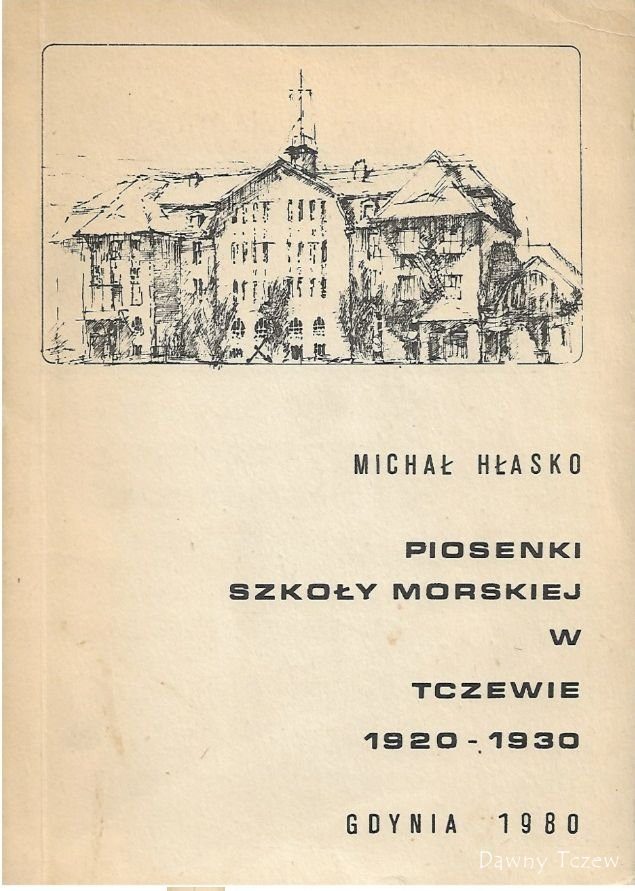 MICHAŁ HŁASKO
PIOSENKI
SZKOŁY MORSKIEJ
W
TCZEWIE
1920-1930
GDYNIA 1980
Dawny Tczew